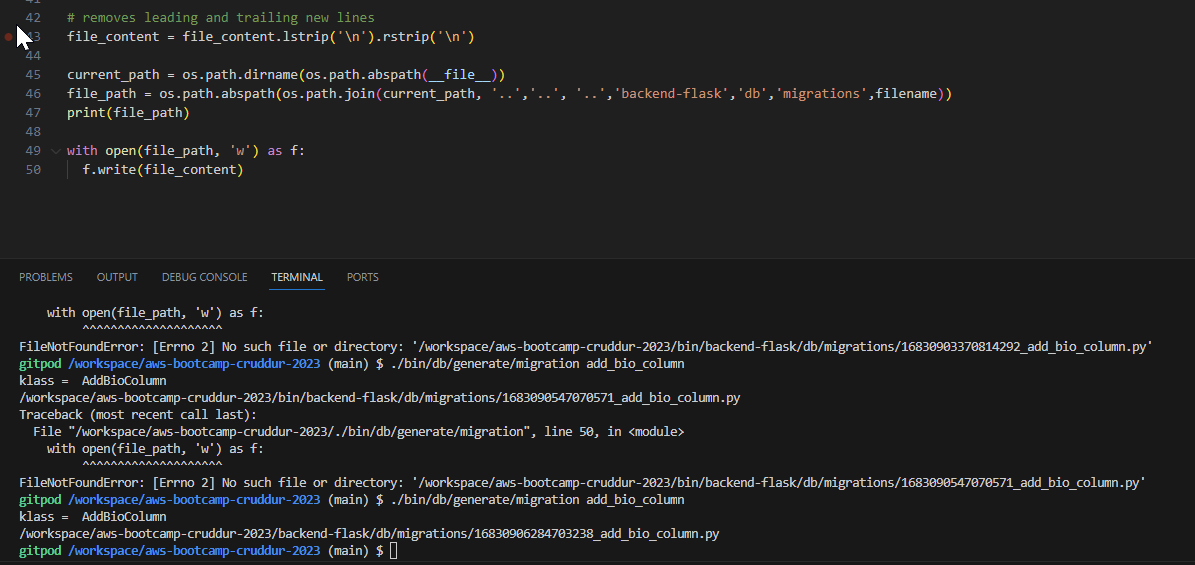 41
42 # removes leading and trailing new lines
43 file_content = file_content.lstrip('\n').rstrip('\n')
44
45 current_path = os.path.dirname(os.path.abspath(__file__))
46 file_path = os.path.abspath(os.path.join(current_path, '..','..', '..','backend-flask','db','migrations',filename))
47 print(file_path)
48
49 with open(file_path, 'w') as f:
50 f.write(file_content)
PROBLEMS OUTPUT DEBUG CONSOLE TERMINAL PORTS
with open(file_path, 'w') as f:
^^^^^^^^^^^^^^^^^^^^
FileNotFoundError: [Errno 2] No such file or directory: '/workspace/aws-bootcamp-cruddur-2023/bin/backend-flask/db/migrations/16830903370814292_add_bio_column.py'
gitpod /workspace/aws-bootcamp-cruddur-2023 (main) $ ./bin/db/generate/migration add_bio_column
klass = AddBioColumn
/workspace/aws-bootcamp-cruddur-2023/bin/backend-flask/db/migrations/1683090547070571_add_bio_column.py
Traceback (most recent call last):
File "/workspace/aws-bootcamp-cruddur-2023/./bin/db/generate/migration", line 50, in <module>
with open(file_path, 'w') as f:
^^^^^^^^^^^^^^^^^^^^
FileNotFoundError: [Errno 2] No such file or directory: '/workspace/aws-bootcamp-cruddur-2023/bin/backend-flask/db/migrations/1683090547070571_add_bio_column.py'
gitpod /workspace/aws-bootcamp-cruddur-2023 (main) $ ./bin/db/generate/migration add_bio_column
klass = AddBioColumn
/workspace/aws-bootcamp-cruddur-2023/backend-flask/db/migrations/16830906284703238_add_bio_column.py
gitpod /workspace/aws-bootcamp-cruddur-2023 (main) $